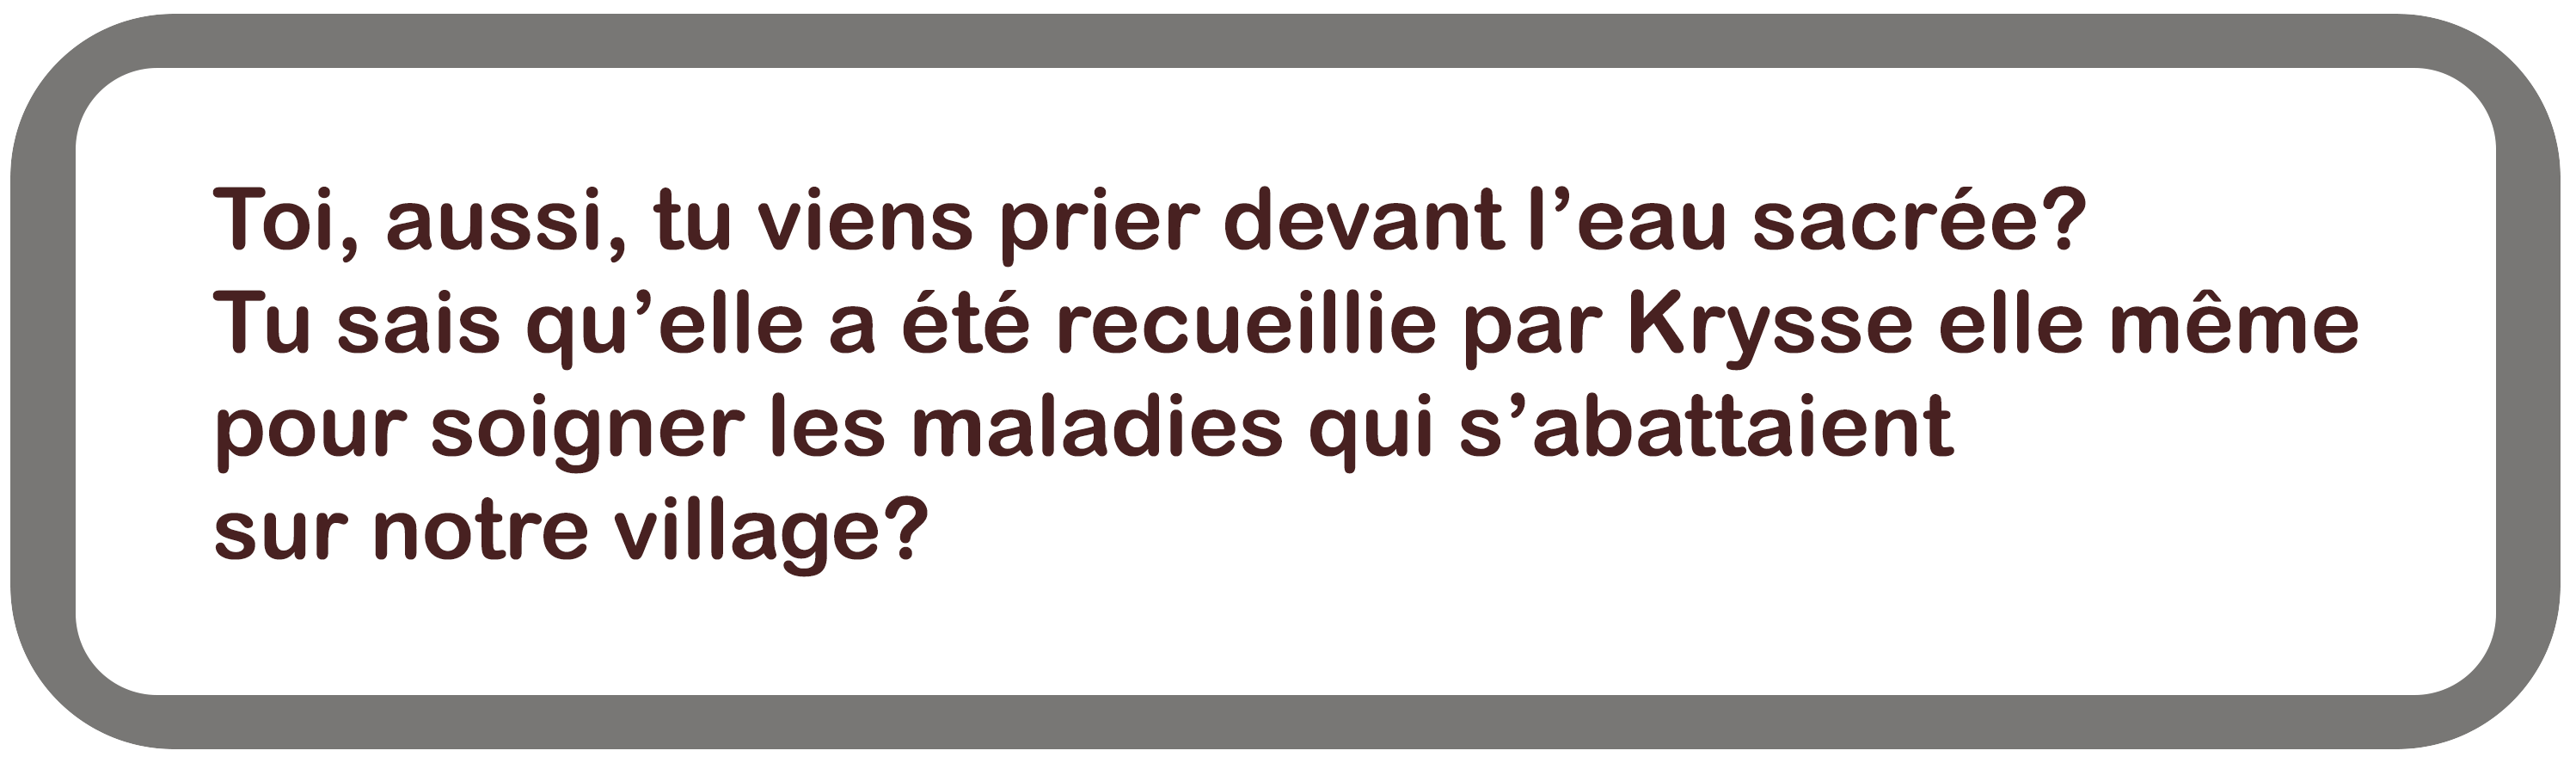 Toi, aussi, tu viens prier devant l’eau sacrée?
Tu sais qu’elle a été recueillie par Krysse elle même
pour soigner les maladies qui s’abattaient
sur notre village?